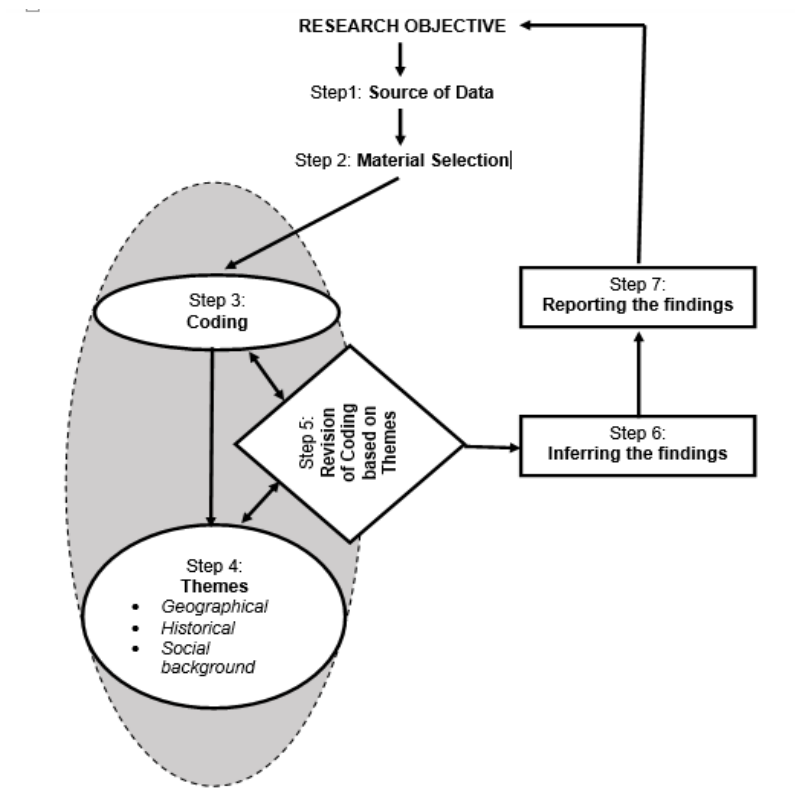 RESEARCH OBJECTIVE
Step1: Source of Data
Step 2: Material Selection
Step 3:
Coding
Step 5:
Revision
of Coding
based on
Themes
Step 4:
Themes
• Geographical
• Historical
• Social
background
Step 7:
Reporting the findings
Step 6:
Inferring the findings